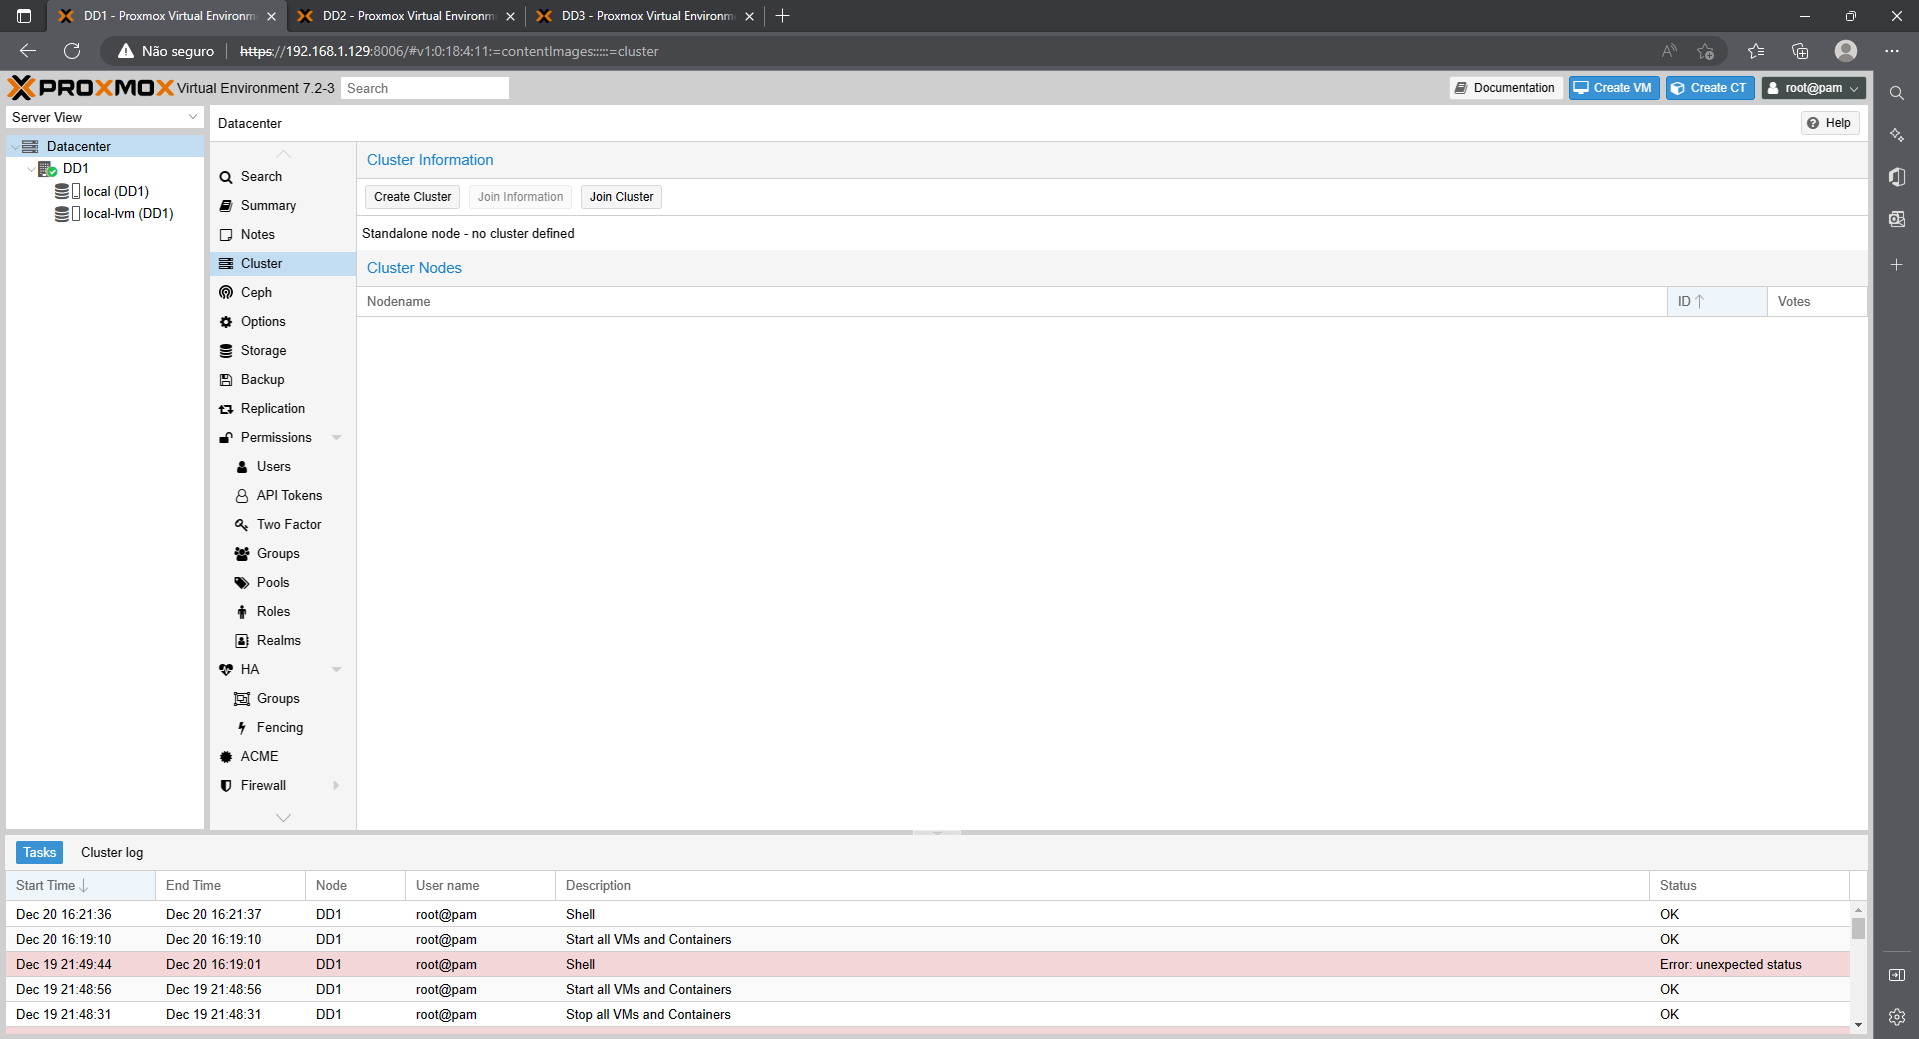 DD1 - Proxmox Virtual Environm
DD2 - Proxmox Virtual Environm
DD3 - Proxmox Virtual Environm
Não seguro
https://192.168.1.129:8006/#v1:0:18:4:11:=contentImages:::::=cluster
PROXMOX Virtual Environment 7.2-3
Search
Documentation
Create VM
Create CT
root@pam
Server View
Datacenter
DD1
local (DD1)
local-lvm (DD1)
Datacenter
Help
Search
Summary
Notes
Cluster
Ceph
Options
Storage
Backup
Replication
Permissions
Users
API Tokens
Two Factor
Groups
Pools
Roles
Realms
HA
Groups
Fencing
ACME
Firewall
Cluster Information
Create Cluster Join Information Join Cluster
Standalone node - no cluster defined
Cluster Nodes
Nodename ID Votes
Tasks Cluster log
Start Time End Time Node User name Description Status
Dec 20 16:21:36 Dec 20 16:21:37 DD1 root@pam Shell OK
Dec 20 16:19:10 Dec 20 16:19:10 DD1 root@pam Start all VMs and Containers OK
Dec 19 21:49:44 Dec 20 16:19:01 DD1 root@pam Shell Error: unexpected status
Dec 19 21:48:56 Dec 19 21:48:56 DD1 root@pam Start all VMs and Containers OK
Dec 19 21:48:31 Dec 19 21:48:31 DD1 root@pam Stop all VMs and Containers OK